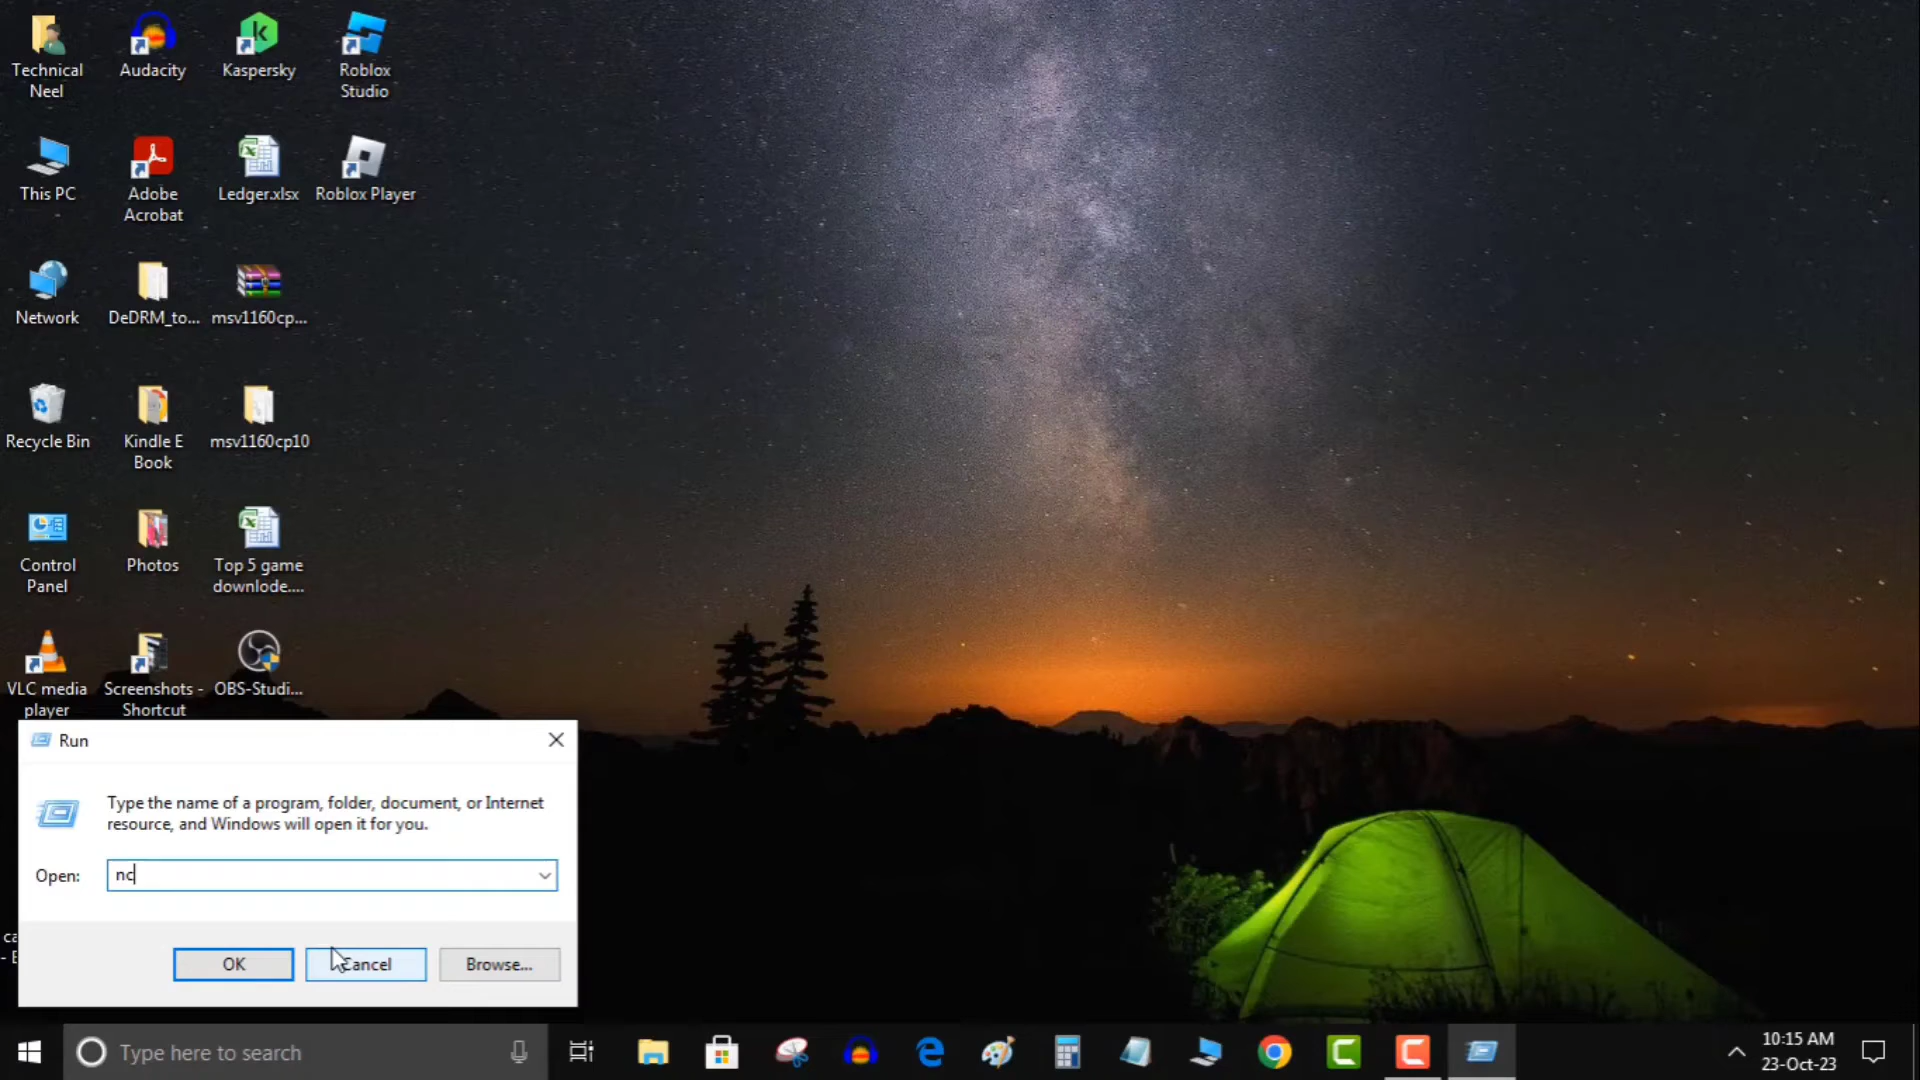 Technical
Neel
Audacity
Kaspersky
Roblox
Studio
This PC
Adobe
Acrobat
Ledger.xlsx
Roblox Player
Network
DeDRM_to...
msv1160cp...
Recycle Bin
Kindle E
Book
msv1160cp10
Control
Panel
Photos
Top 5 game
downlode....
VLC media
player
Screenshots -
Shortcut
OBS-Studi...
Run
Type the name of a program, folder, document, or Internet
resource, and Windows will open it for you.
Open:
nc
ca
- E
OK
Cancel
Browse...
Type here to search
10:15 AM
23-Oct-23